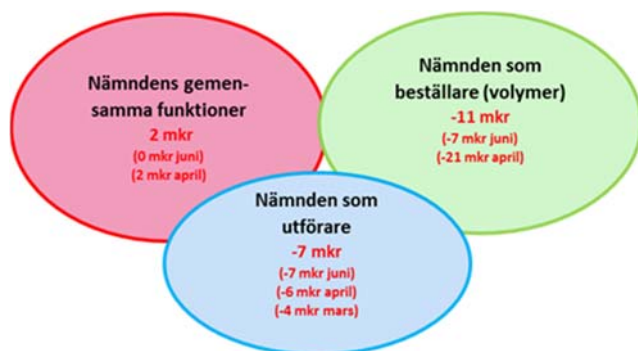 Nämndens gemen-
samma funktioner
2 mkr
(0 mkr juni)
(2 mkr april)
Nämnden som
beställare (volymer)
-11 mkr
(-7 mkr juni)
(-21 mkr april)
Nämnden som
utförare
-7 mkr
(-7 mkr juni)
(-6 mkr april)
(-4 mkr mars)